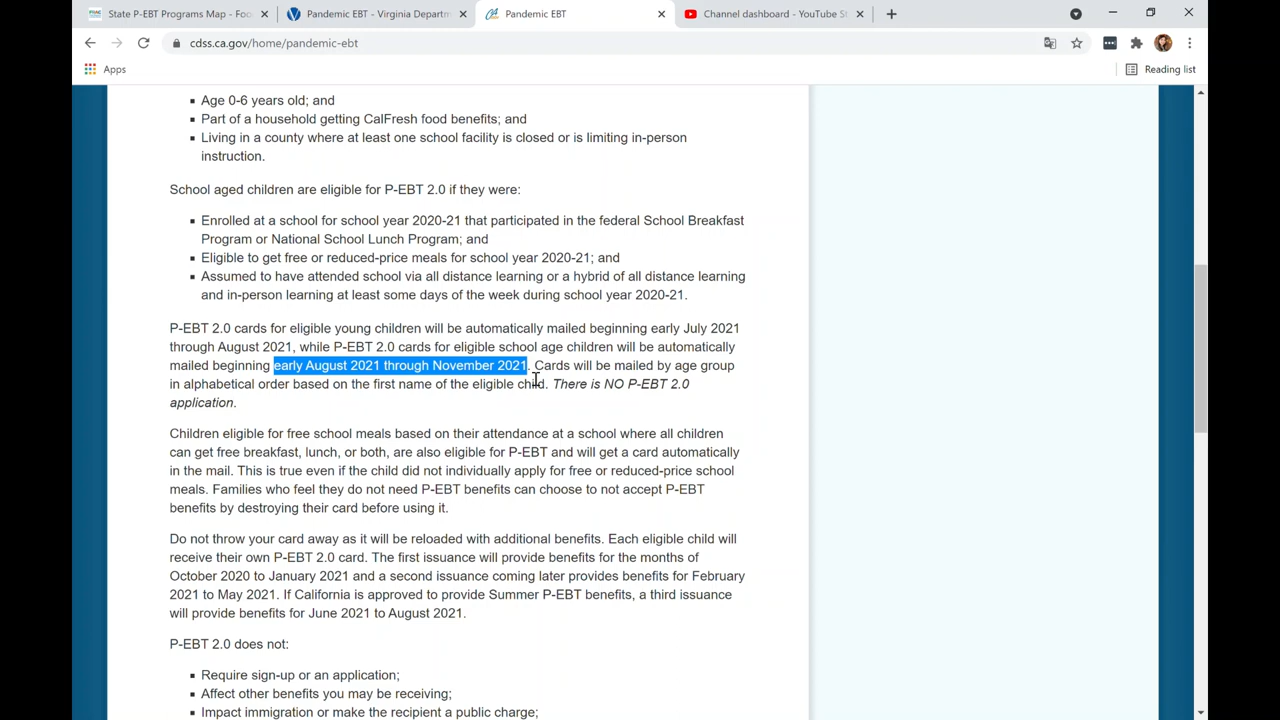 State P-EBT Programs Map - Foo
Pandemic EBT - Virginia Departm
Pandemic EBT
Channel dashboard - YouTube St
cdss.ca.gov/home/pandemic-ebt
Apps
Reading list
Age 0-6 years old; and
Part of a household getting CalFresh food benefits; and
Living in a county where at least one school facility is closed or is limiting in-person
instruction.
School aged children are eligible for P-EBT 2.0 if they were:
Enrolled at a school for school year 2020-21 that participated in the federal School Breakfast
Program or National School Lunch Program; and
Eligible to get free or reduced-price meals for school year 2020-21; and
Assumed to have attended school via all distance learning or a hybrid of all distance learning
and in-person learning at least some days of the week during school year 2020-21.
P-EBT 2.0 cards for eligible young children will be automatically mailed beginning early July 2021
through August 2021, while P-EBT 2.0 cards for eligible school age children will be automatically
mailed beginning early August 2021 through November 2021. Cards will be mailed by age group
in alphabetical order based on the first name of the eligible child. There is NO P-EBT 2.0
application.
Children eligible for free school meals based on their attendance at a school where all children
can get free breakfast, lunch, or both, are also eligible for P-EBT and will get a card automatically
in the mail. This is true even if the child did not individually apply for free or reduced-price school
meals. Families who feel they do not need P-EBT benefits can choose to not accept P-EBT
benefits by destroying their card before using it.
Do not throw your card away as it will be reloaded with additional benefits. Each eligible child will
receive their own P-EBT 2.0 card. The first issuance will provide benefits for the months of
October 2020 to January 2021 and a second issuance coming later provides benefits for February
2021 to May 2021. If California is approved to provide Summer P-EBT benefits, a third issuance
will provide benefits for June 2021 to August 2021.
P-EBT 2.0 does not:
Require sign-up or an application;
Affect other benefits you may be receiving;
Impact immigration or make the recipient a public charge;